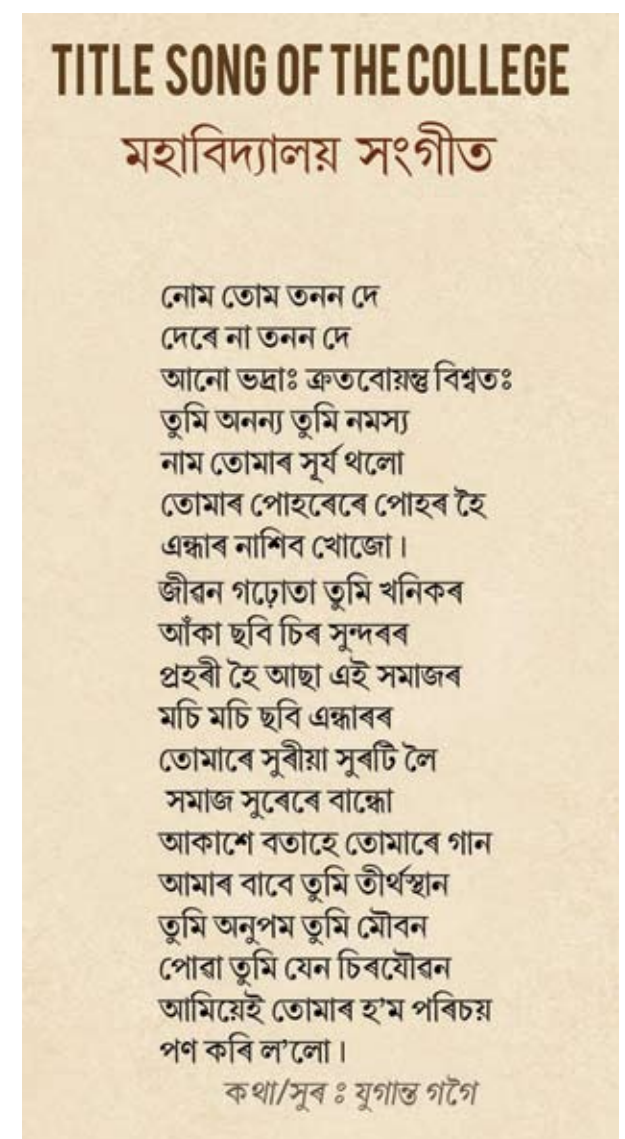 TITLE SONG OF THE COLLEGE
মহাবিদ্যালয় সংগীত
নোম তোম তনন দে
দেৰে না তনন দে
আনো ভদ্ৰাঃ ক্ৰতবোয়ন্তু বিশ্বতঃ
তুমি অনন্য তুমি নমস্য
নাম তোমাৰ সূৰ্য থলো
তোমাৰ পোহৰেৰে পোহৰ হৈ
এন্ধাৰ নাশিব খোজো।
জীৱন গঢ়োতা তুমি খনিকৰ
আঁকা ছবি চিৰ সুন্দৰৰ
প্ৰহৰী হৈ আছা এই সমাজৰ
মচি মচি ছবি এন্ধাৰৰ
তোমাৰে সুৰীয়া সুৰটি লৈ
সমাজ সুৰেৰে বান্ধো
আকাশে বতাহে তোমাৰে গান
আমাৰ বাবে তুমি তীৰ্থস্থান
তুমি অনুপম তুমি মৌবন
পোৱা তুমি যেন চিৰযৌৱন
আমিয়েই তোমাৰ হ’ম পৰিচয়
পণ কৰি ল’লো।
কথা/সুৰ ঃ যুগান্ত গগৈ